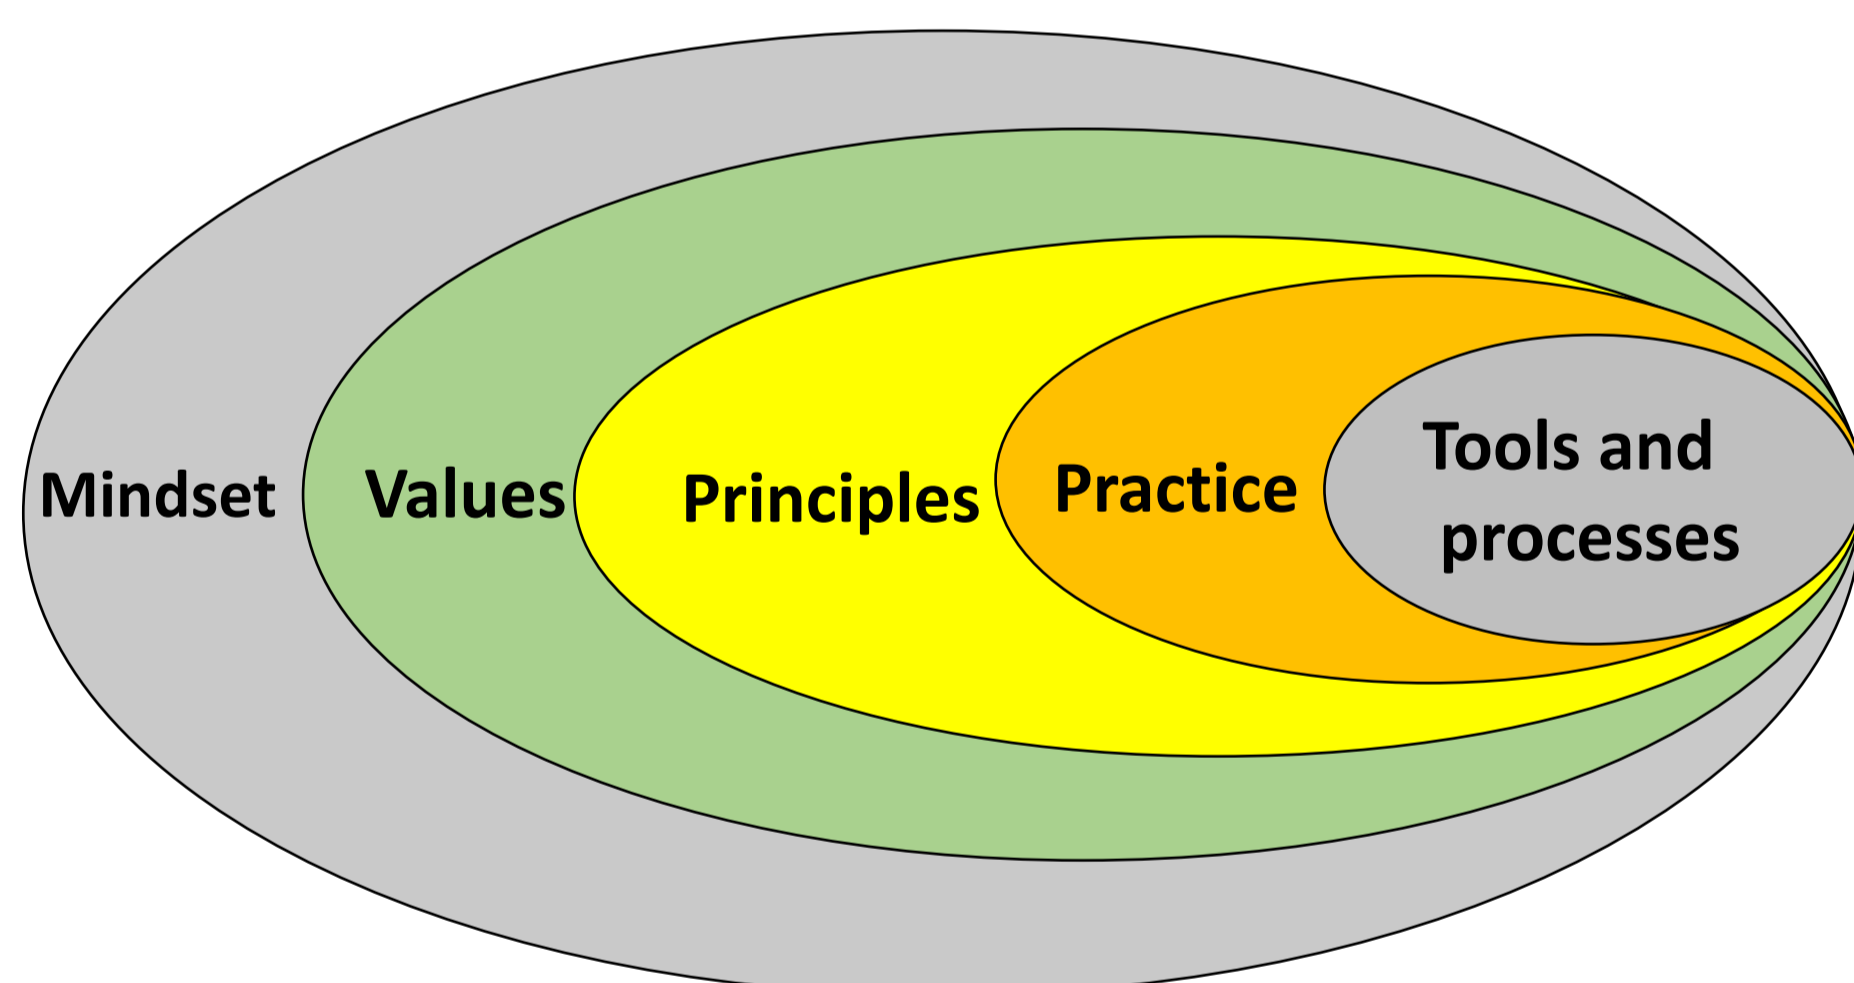 Mindset
Values
Principles
Practice
Tools and
processes